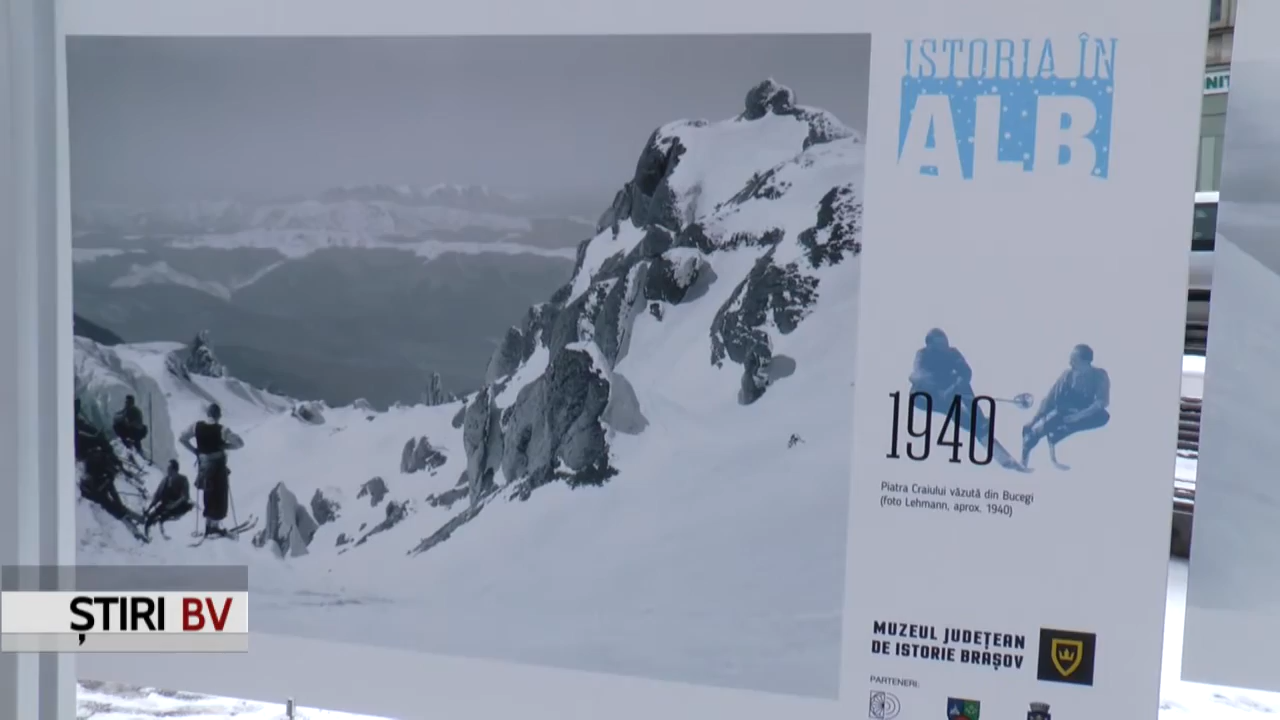 ISTORIA ÎN
ALB
1940
Piatra Craiului văzută din Bucegi
(foto Lehmann, aprox. 1940)
MUZEUL JUDEȚEAN
DE ISTORIE BRAȘOV
PARTENERI:
ȘTIRI BV